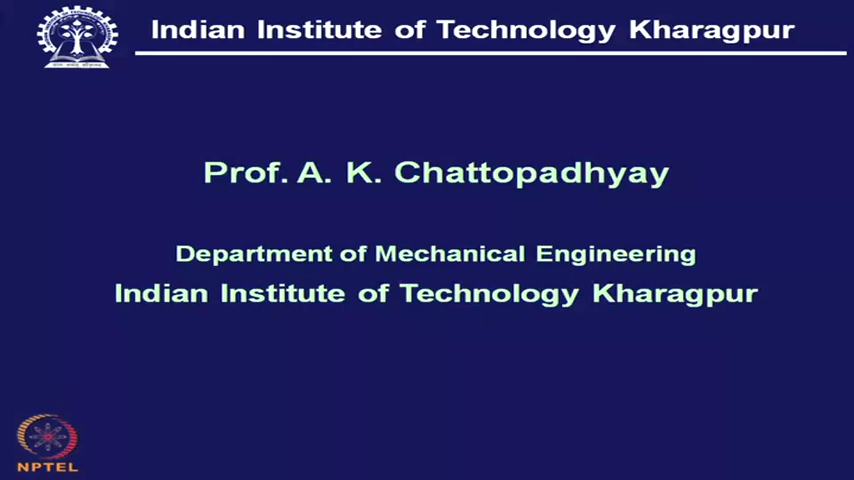 Indian Institute of Technology Kharagpur
Prof. A. K. Chattopadhyay
Department of Mechanical Engineering
Indian Institute of Technology Kharagpur
NPTEL